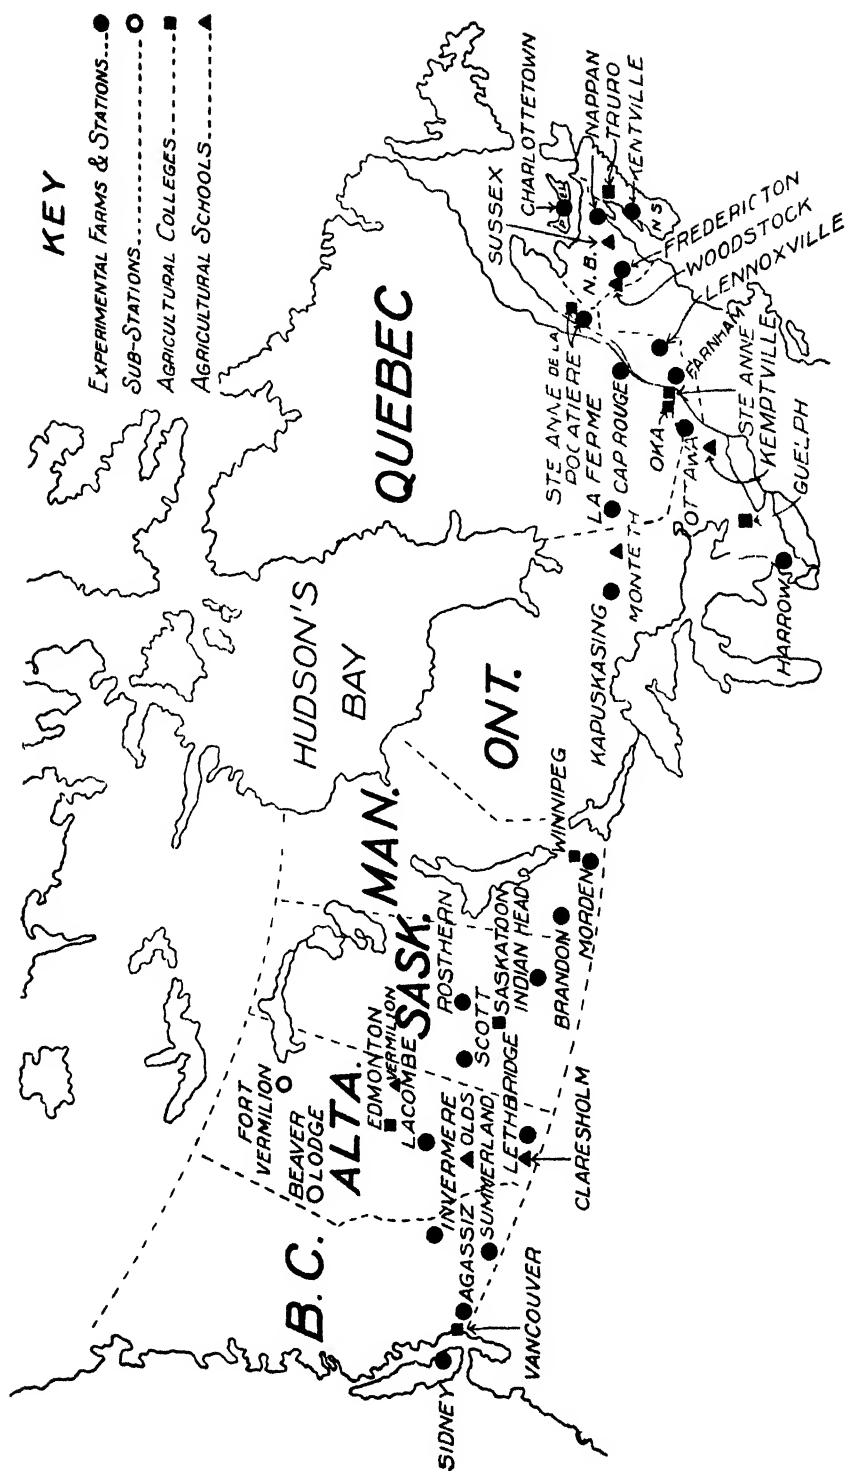 KEY
EXPERIMENTAL FARMS & STATIONS...
SUB-STATIONS
AGRICULTURAL COLLEGES
AGRICULTURAL SCHOOLS
HUDSON'S
BAY
QUEBEC
ONT.
MAN.
SASK.
ALTA.
B.C.
FORT
VERMILION
BEAVER
LODGE
EDMONTON
VERMILION
LACOMBE
INVERMERE
OLDS
AGASSIZ
SUMMERLAND
LETHBRIDGE
CLARESHOLM
VANCOUVER
SIDNEY
ROSTHERN
SCOTT
SASKATOON
INDIAN HEAD
BRANDON
MORDEN
WINNIPEG
KAPUSKASING
MONTETH
LA FERME
CAP ROUGE
STE ANNE DE LA
POCATIERE
OKA
OTTAWA
HARROW
GUELPH
KEMPTVILLE
STE ANNE
FARNHAM
LENNOXVILLE
WOODSTOCK
FREDERICTON
N.B.
SUSSEX
CHARLOTTETOWN
NAPPAN
TRURO
KENTVILLE
N S